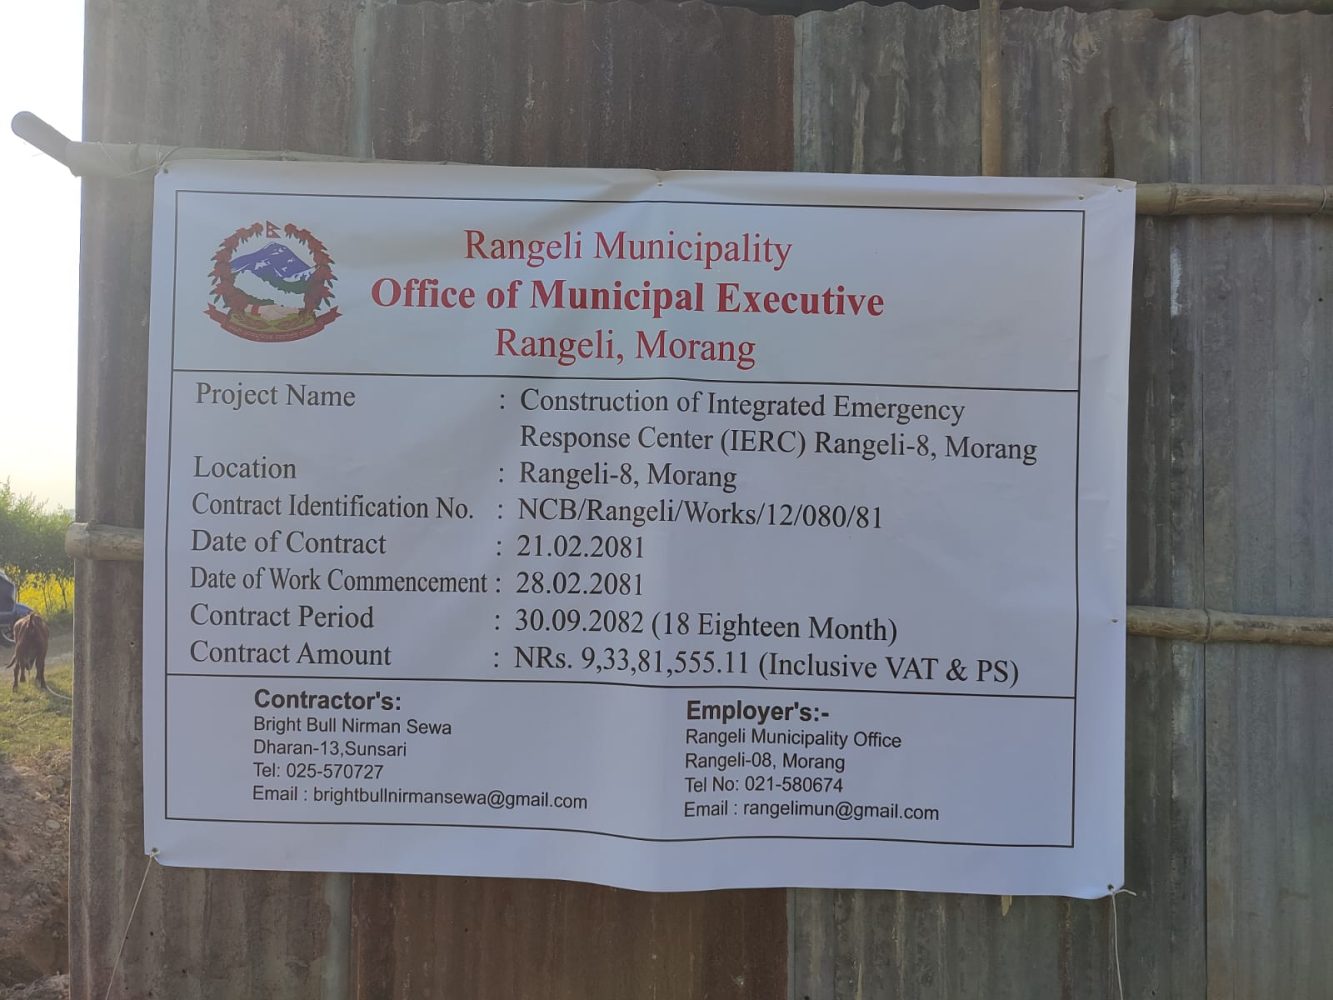 Rangeli Municipality
Office of Municipal Executive
Rangeli, Morang
Project Name : Construction of Integrated Emergency
Response Center (IERC) Rangeli-8, Morang
Location : Rangeli-8, Morang
Contract Identification No. : NCB/Rangeli/Works/12/080/81
Date of Contract : 21.02.2081
Date of Work Commencement : 28.02.2081
Contract Period : 30.09.2082 (18 Eighteen Month)
Contract Amount : NRs. 9,33,81,555.11 (Inclusive VAT & PS)
Contractor's:
Bright Bull Nirman Sewa
Dharan-13,Sunsari
Tel: 025-570727
Email : brightbullnirmansewa@gmail.com
Employer's:-
Rangeli Municipality Office
Rangeli-08, Morang
Tel No: 021-580674
Email : rangelimun@gmail.com